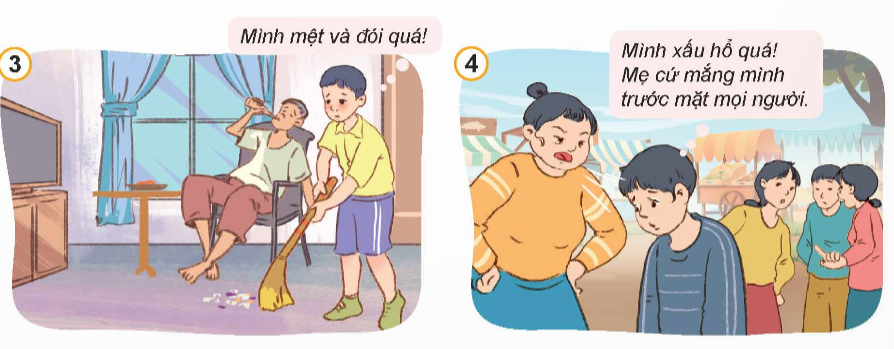 3
Mình mệt và đói quá!
4
Mình xấu hổ quá!
Mẹ cứ mắng mình
trước mặt mọi người.